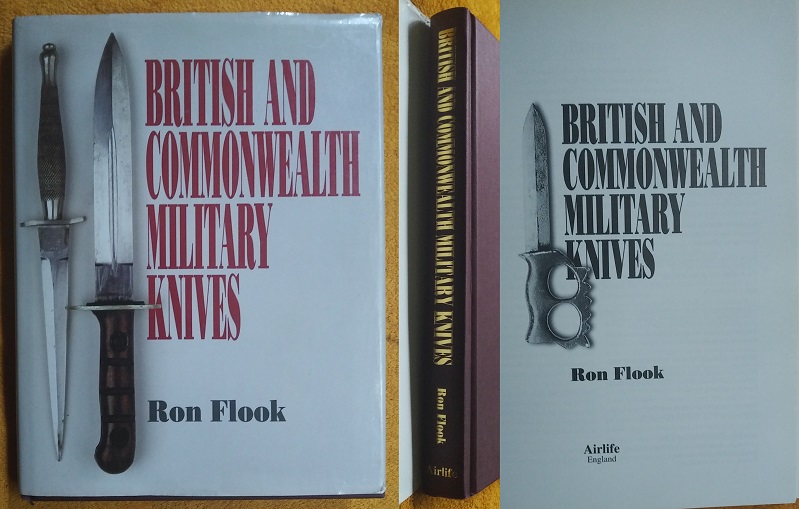 BRITISH AND
COMMONWEALTH
MILITARY
KNIVES
Ron Flook
BRITISH AND COMMONWEALTH MILITARY KNIVES
Ron Flook
Airlife
BRITISH AND
COMMONWEALTH
MILITARY
KNIVES
Ron Flook
Airlife
England